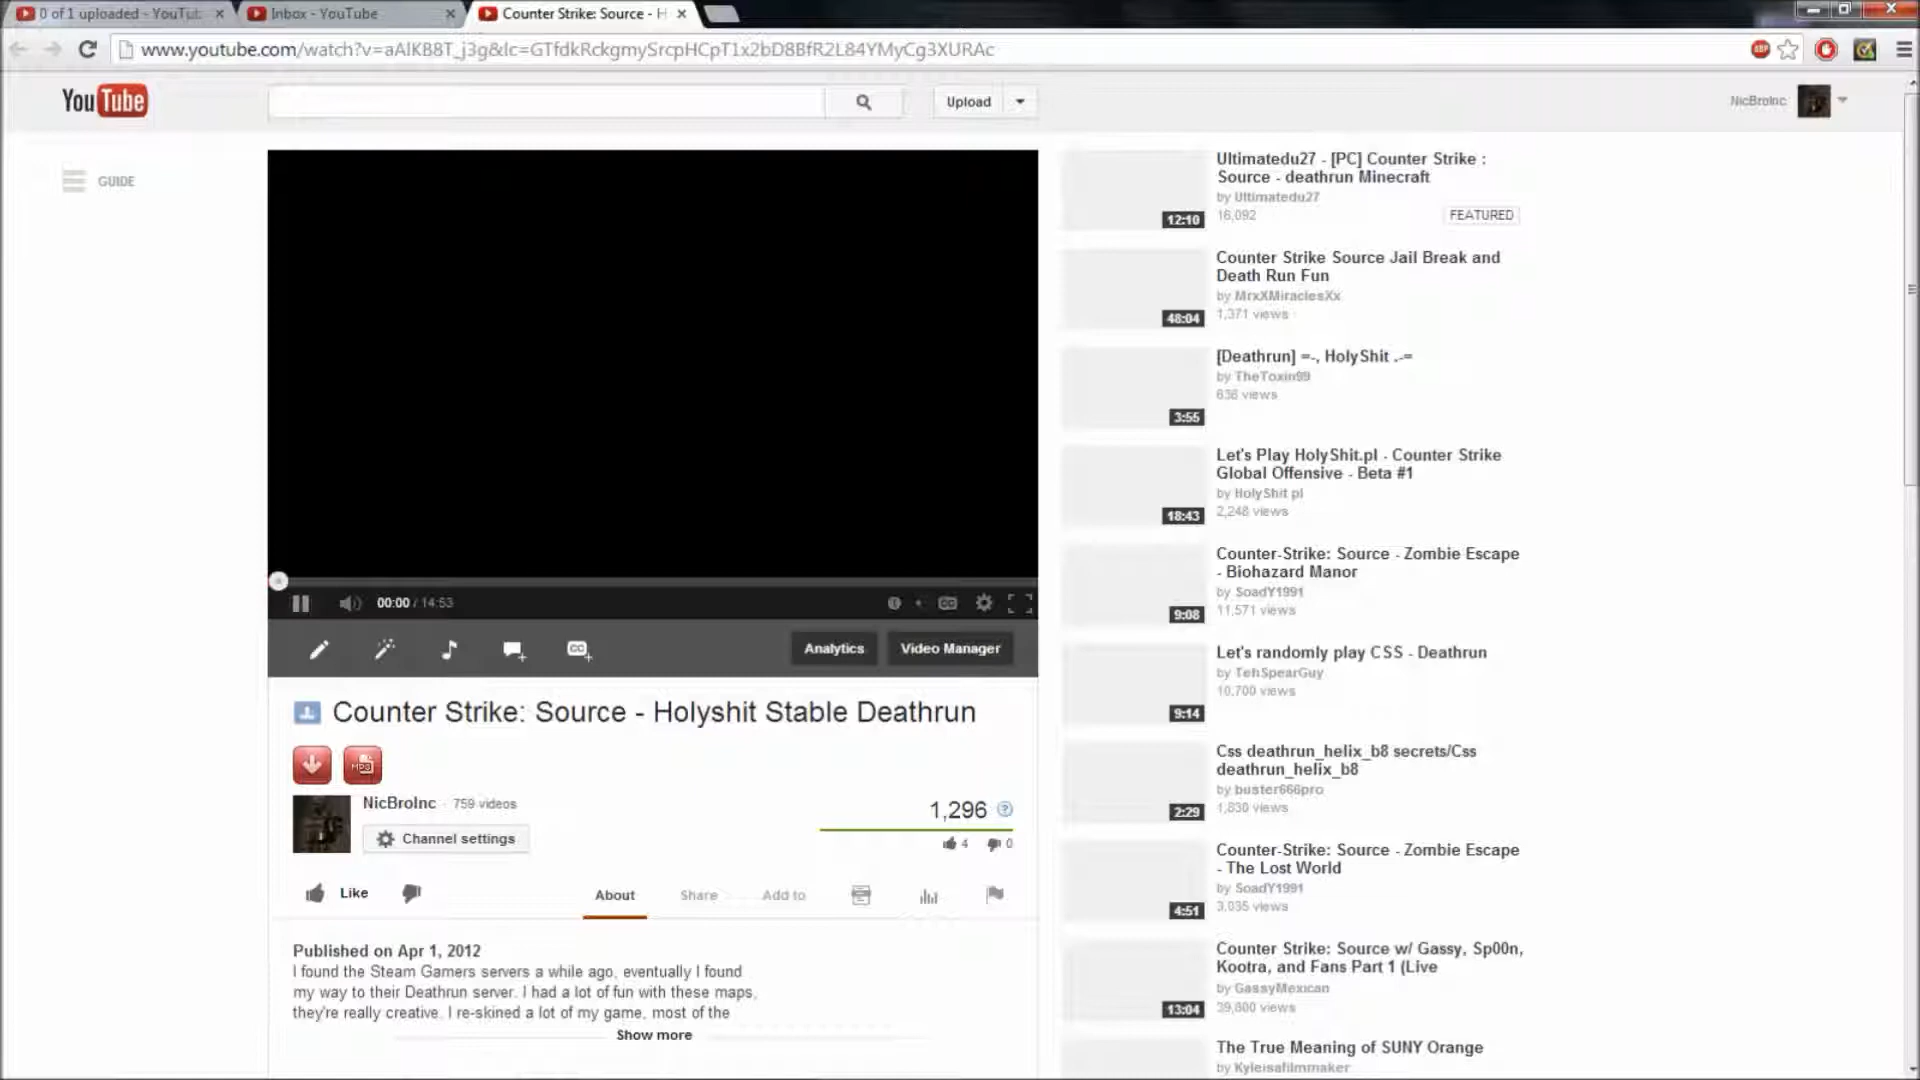 0 of 1 uploaded - YouTu
Inbox - YouTube
Counter Strike: Source - H
www.youtube.com/watch?v=aAlKB8T_j3g&lc=GTfdkRckgmySrcpHCpT1x2bD8BfR2L84YMyCg3XURAc
ABP
YouTube
Upload
NicBroInc
GUIDE
00:00 / 14:53
CC
CC
Analytics
Video Manager
Counter Strike: Source - Holyshit Stable Deathrun
MP3
NicBroInc · 759 videos
Channel settings
1,296
4
0
Like
About
Share
Add to
Published on Apr 1, 2012
I found the Steam Gamers servers a while ago, eventually I found
my way to their Deathrun server. I had a lot of fun with these maps,
they're really creative. I re-skinned a lot of my game, most of the
Show more
Ultimatedu27 - [PC] Counter Strike :
Source - deathrun Minecraft
by Ultimatedu27
16,092
FEATURED
12:10
Counter Strike Source Jail Break and
Death Run Fun
by MrxXMiraclesXx
1,371 views
48:04
[Deathrun] =-, HolyShit .-=
by TheToxin99
636 views
3:55
Let's Play HolyShit.pl - Counter Strike
Global Offensive - Beta #1
by HolyShit pl
2,248 views
18:43
Counter-Strike: Source - Zombie Escape
- Biohazard Manor
by SoadY1991
11,571 views
9:08
Let's randomly play CSS - Deathrun
by TehSpearGuy
10,700 views
9:14
Css deathrun_helix_b8 secrets/Css
deathrun_helix_b8
by buster666pro
1,830 views
2:29
Counter-Strike: Source - Zombie Escape
- The Lost World
by SoadY1991
3,035 views
4:51
Counter Strike: Source w/ Gassy, Sp00n,
Kootra, and Fans Part 1 (Live
by GassyMexican
39,800 views
13:04
The True Meaning of SUNY Orange
by Kyleisafilmmaker